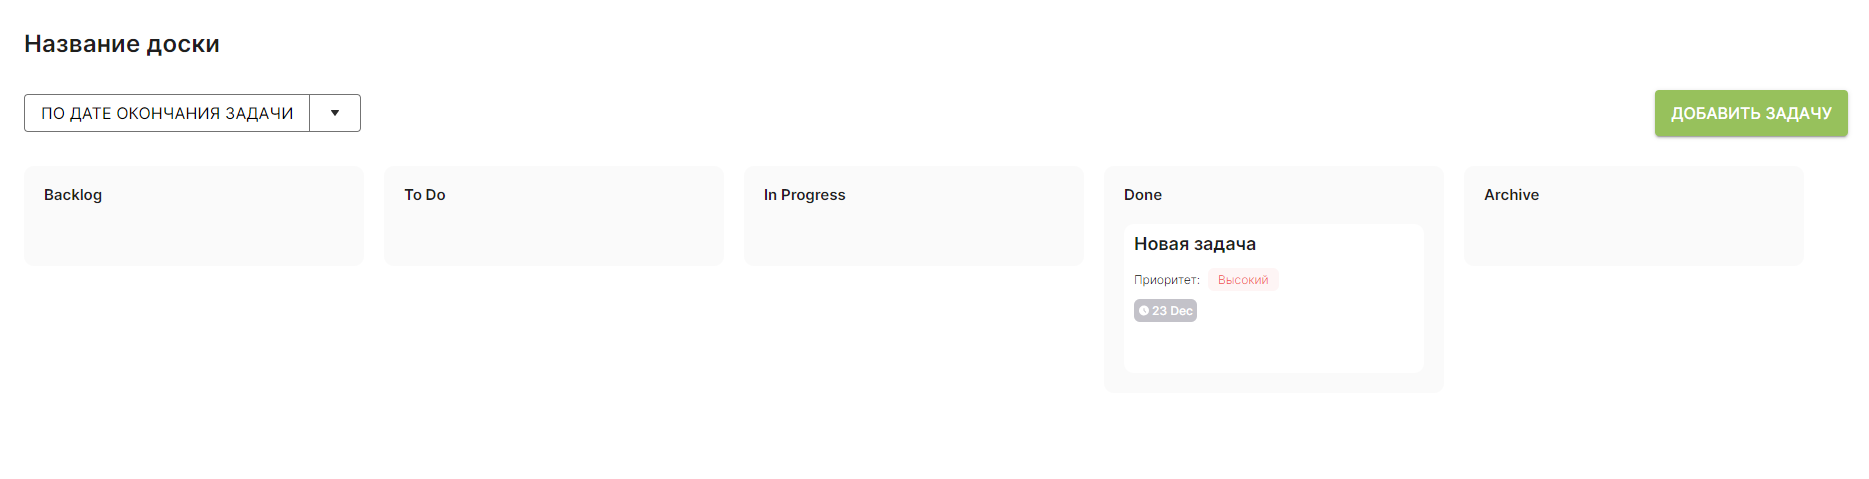 Название доски
ПО ДАТЕ ОКОНЧАНИЯ ЗАДАЧИ
ДОБАВИТЬ ЗАДАЧУ
Backlog
To Do
In Progress
Done
Новая задача
Приоритет: Высокий
23 Dec
Archive